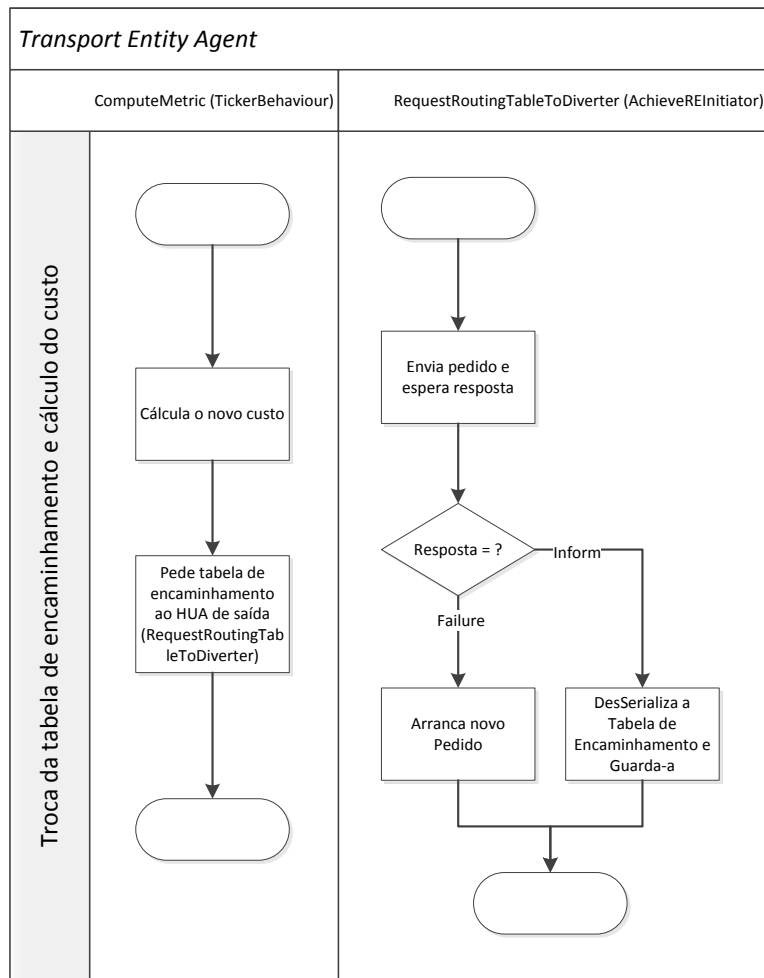 Transport Entity Agent
ComputeMetric (TickerBehaviour)
RequestRoutingTableToDiverter (AchieveREInitiator)
Troca da tabela de encaminhamento e cálculo do custo
Cálcula o novo custo
Pede tabela de
encaminhamento
ao HUA de saída
(RequestRoutingTab
leToDiverter)
Envia pedido e
espera resposta
Resposta = ?
Inform
Failure
Arranca novo
Pedido
DesSerializa a
Tabela de
Encaminhamento e
Guarda-a